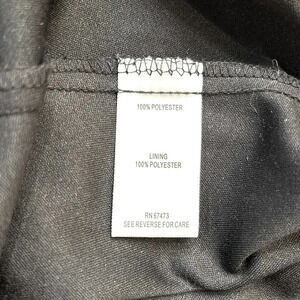 100% POLYESTER
LINING
100% POLYESTER
RN 67473
SEE REVERSE FOR CARE